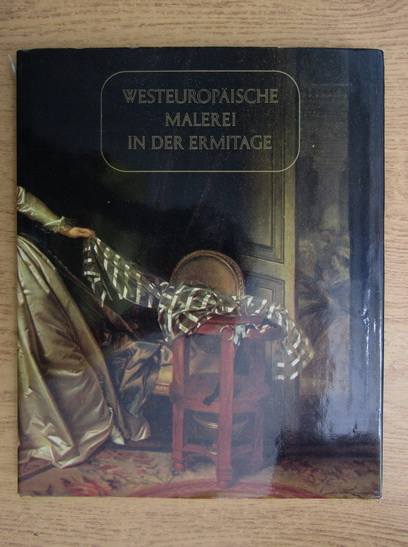 WESTEUROPÄISCHE
MALEREI
IN DER ERMITAGE